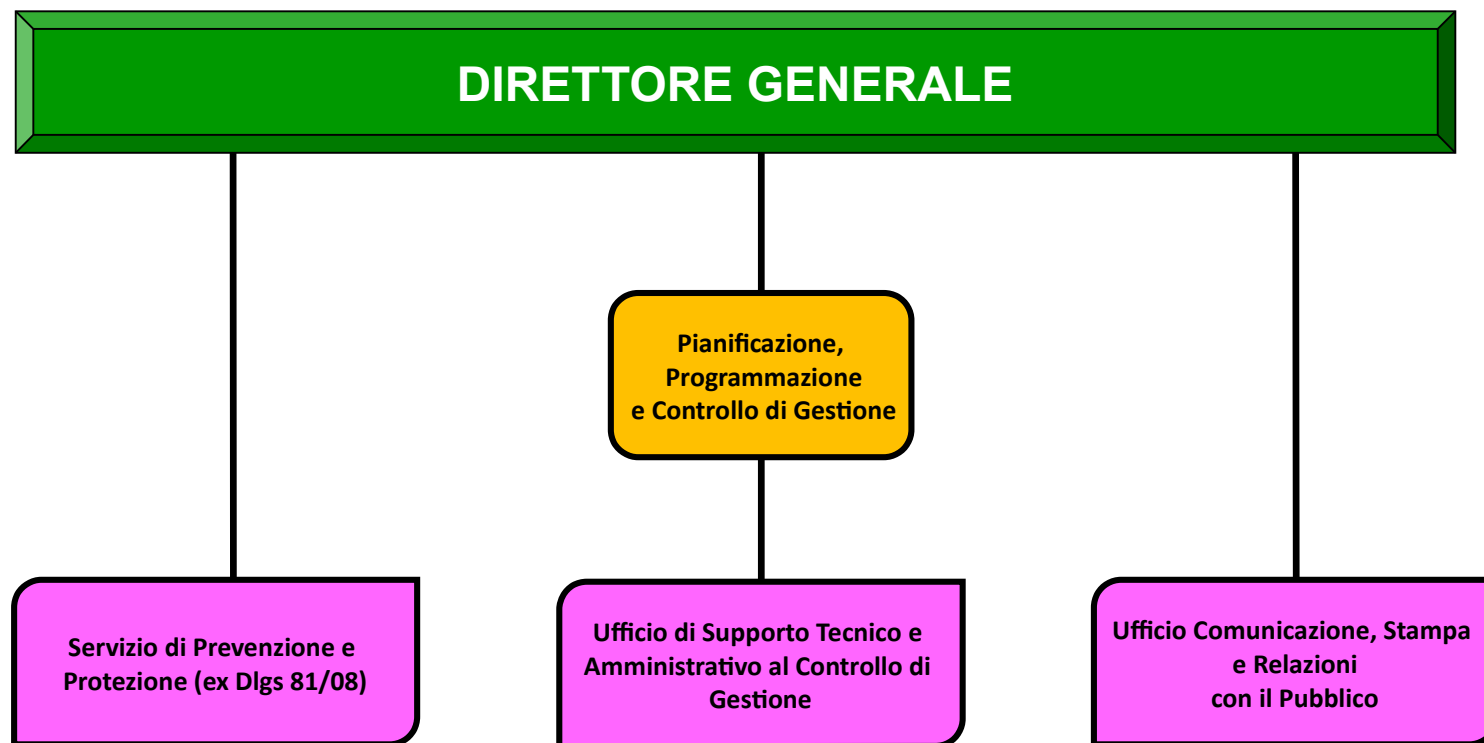 DIRETTORE GENERALE
Pianificazione,
Programmazione
e Controllo di Gestione
Servizio di Prevenzione e
Protezione (ex Dlgs 81/08)
Ufficio di Supporto Tecnico e
Amministrativo al Controllo di
Gestione
Ufficio Comunicazione, Stampa
e Relazioni
con il Pubblico